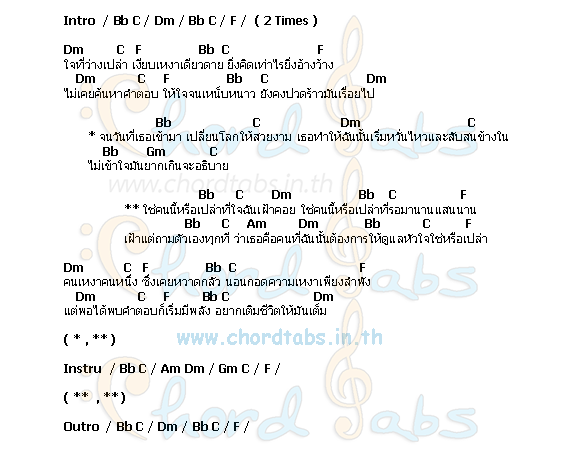 Intro / Bb C / Dm / Bb C / F / ( 2 Times )
Dm C F Bb C F
ใจที่ว่างเปล่า เงียบเหงาเดียวดาย ยิ่งคิดเท่าไรยิ่งอ้างว้าง
Dm C F Bb C Dm
ไม่เคยค้นหาคำตอบ ให้ใจจนเหน็บหนาว ยังคงปวดร้าวมันเรื่อยไป
Bb C Dm C
* จนวันที่เธอเข้ามา เปลี่ยนโลกให้สวยงาม เธอทำให้ฉันนั้นเริ่มหวั่นไหวและสับสนข้างใน
Bb Gm C
ไม่เข้าใจมันยากเกินจะอธิบาย
www.chordtabs.in.th
Bb C Dm Bb C F
** ใช่คนนี้หรือเปล่าที่ใจฉันเฝ้าคอย ใช่คนนี้หรือเปล่าที่รอมานานแสนนาน
Bb C Am Dm Bb C F
เฝ้าแต่ถามตัวเองทุกที ว่าเธอคือคนที่ฉันนั้นต้องการให้ดูแลหัวใจใช่หรือเปล่า
Dm C F Bb C F
คนเหงาคนหนึ่ง ซึ่งเคยหวาดกลัว นอนกอดความเหงาเพียงลำพัง
Dm C F Bb C Dm
แต่พอได้พบคำตอบก็เริ่มมีพลัง อยากเติมชีวิตให้มันเต็ม
( * , ** )
www.chordtabs.in.th
Instru / Bb C / Am Dm / Gm C / F /
( ** , ** )
Chord Tabs
Outro / Bb C / Dm / Bb C / F /